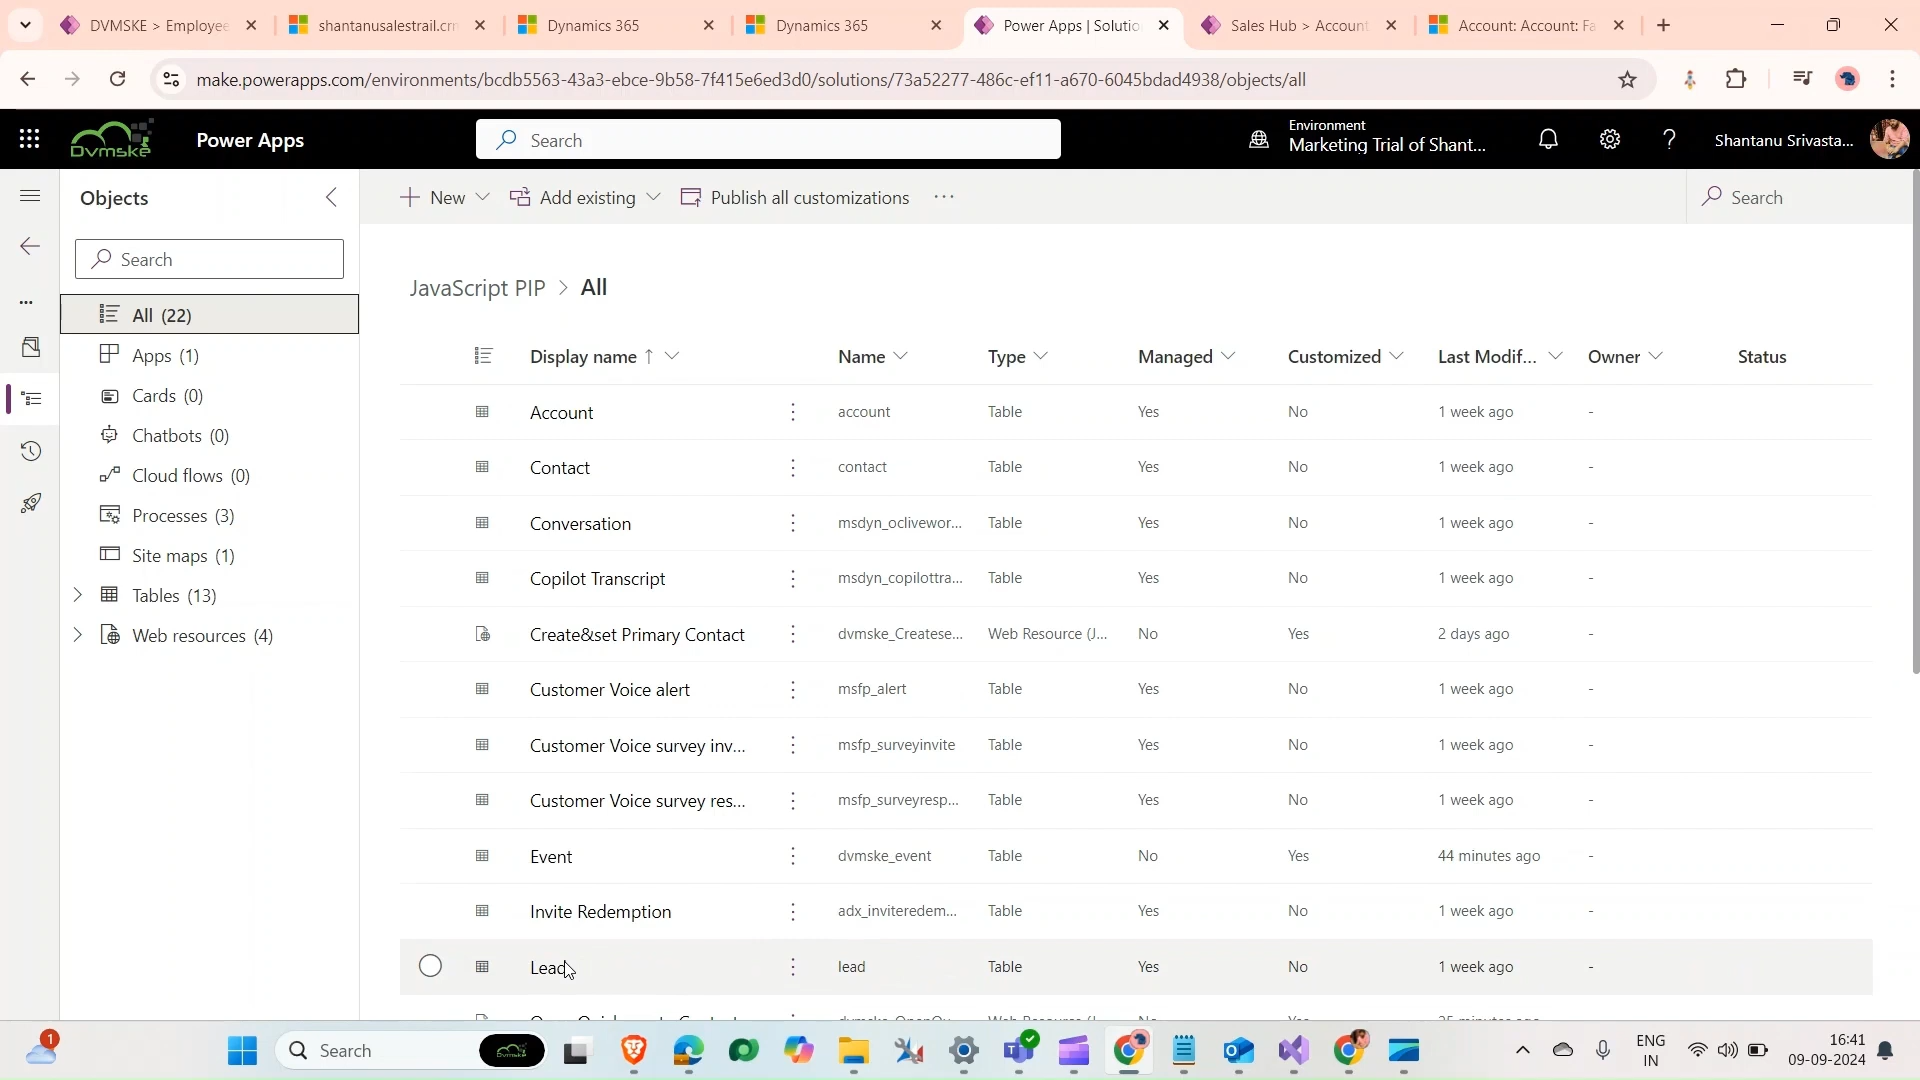 DVMSKE > Employee
shantanusalestrail.crm
Dynamics 365
Dynamics 365
Power Apps | Solutio
Sales Hub > Account
Account: Account: Fa
make.powerapps.com/environments/bcdb5563-43a3-ebce-9b58-7f415e6ed3d0/solutions/73a52277-486c-ef11-a670-6045bdad4938/objects/all
Dvmske
Power Apps
Search
Environment
Marketing Trial of Shant...
Shantanu Srivasta...
Objects
New
Add existing
Publish all customizations
Search
Search
JavaScript PIP > All
All (22)
Apps (1)
Cards (0)
Chatbots (0)
Cloud flows (0)
Processes (3)
Site maps (1)
Tables (13)
Web resources (4)
Display name ↑ Name Type Managed Customized Last Modif... Owner Status
Account account Table Yes No 1 week ago -
Contact contact Table Yes No 1 week ago -
Conversation msdyn_oclivewor... Table Yes No 1 week ago -
Copilot Transcript msdyn_copilottra... Table Yes No 1 week ago -
Create&set Primary Contact dvmske_Createse... Web Resource (J... No Yes 2 days ago -
Customer Voice alert msfp_alert Table Yes No 1 week ago -
Customer Voice survey inv... msfp_surveyinvite Table Yes No 1 week ago -
Customer Voice survey res... msfp_surveyresp... Table Yes No 1 week ago -
Event dvmske_event Table No Yes 44 minutes ago -
Invite Redemption adx_inviteredem... Table Yes No 1 week ago -
Lead lead Table Yes No 1 week ago -
1
Search
ENG
IN
16:41
09-09-2024